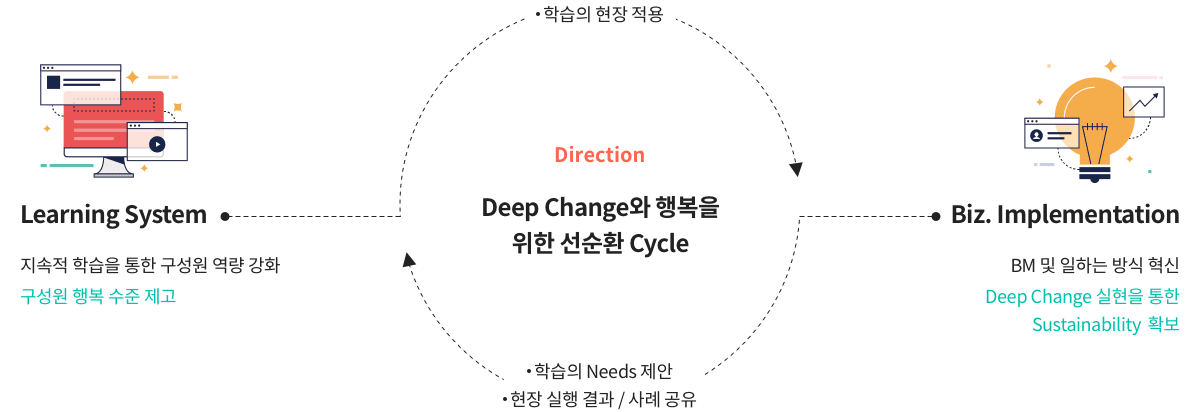 • 학습의 현장 적용
Direction
Deep Change와 행복을
위한 선순환 Cycle
Learning System
지속적 학습을 통한 구성원 역량 강화
구성원 행복 수준 제고
Biz. Implementation
BM 및 일하는 방식 혁신
Deep Change 실현을 통한
Sustainability 확보
• 학습의 Needs 제안
• 현장 실행 결과 / 사례 공유